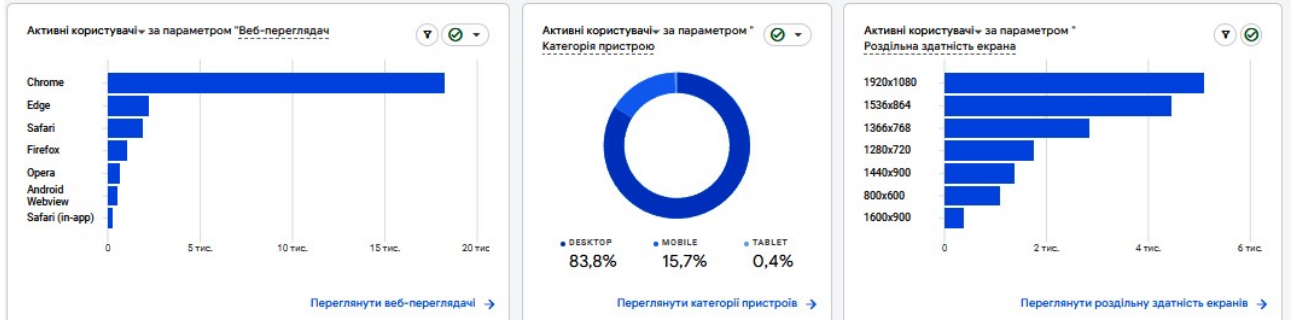 Активні користувачі за параметром "Веб-переглядач
Chrome
Edge
Safari
Firefox
Opera
Android
Webview
Safari (in-app)
0 5 тис. 10 тис. 15 тис. 20 тис
Переглянути веб-переглядачі →
Активні користувачі за параметром "
Категорія пристрою
DESKTOP MOBILE TABLET
83,8% 15,7% 0,4%
Переглянути категорії пристроїв →
Активні користувачі за параметром "
Роздільна здатність екрана
1920x1080
1536x864
1366x768
1280x720
1440x900
800x600
1600x900
0 2 тис. 4 тис. 6 тис.
Переглянути роздільну здатність екранів →